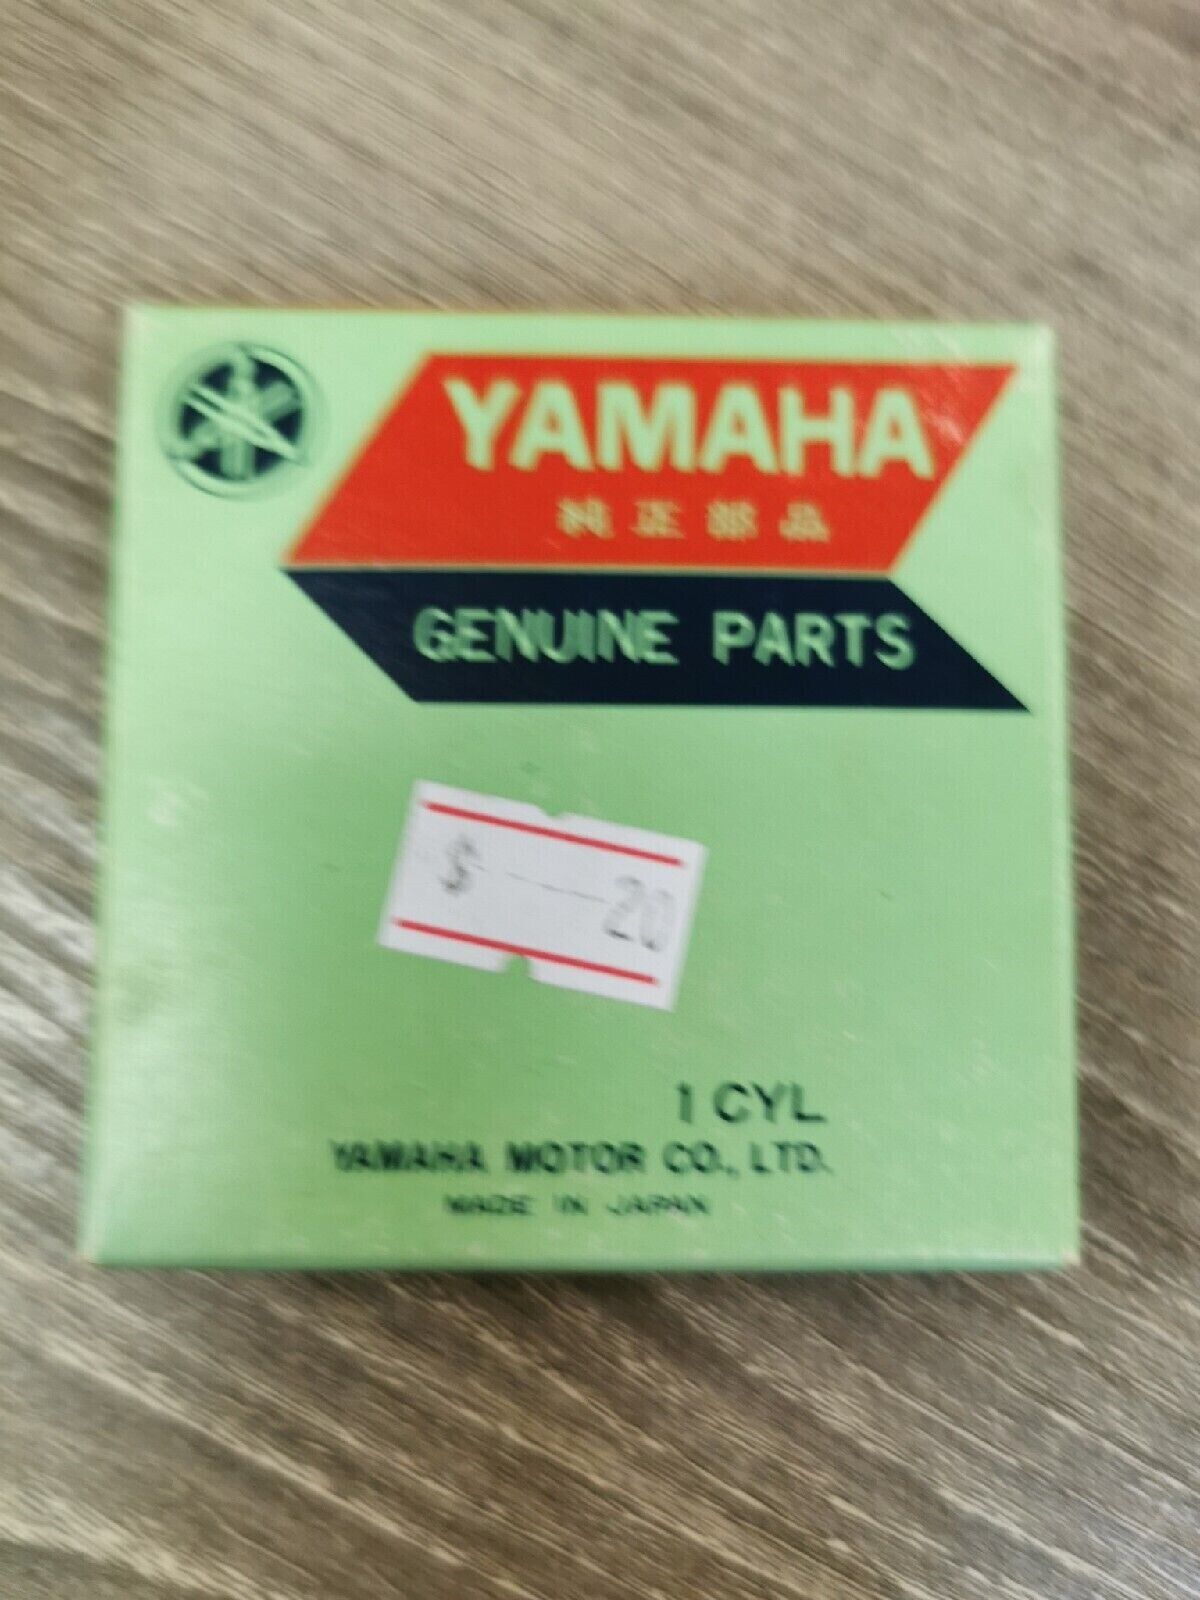 YAMAHA
純正部品
GENUINE PARTS
$ ---- 20
1 CYL.
YAMAHA MOTOR CO., LTD.
MADE IN JAPAN